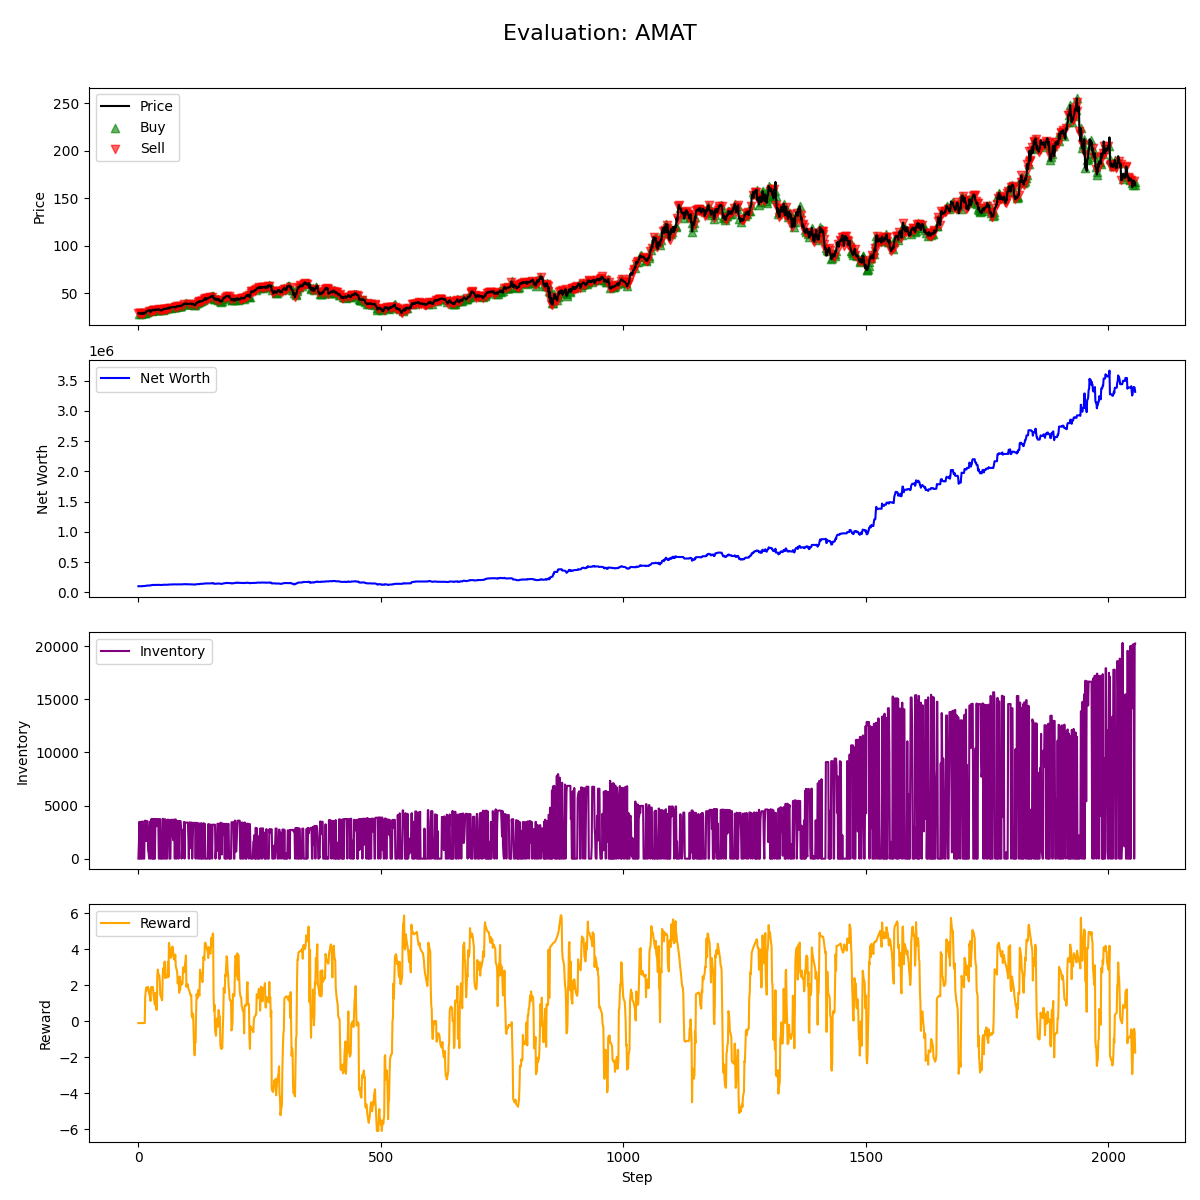 Evaluation: AMAT
Price
Buy
Sell
250
200
150
100
50
Price
1e6
Net Worth
3.5
3.0
2.5
2.0
1.5
1.0
0.5
0.0
Net Worth
Inventory
20000
15000
10000
5000
0
Inventory
Reward
6
4
2
0
−2
−4
−6
Reward
0 500 1000 1500 2000
Step